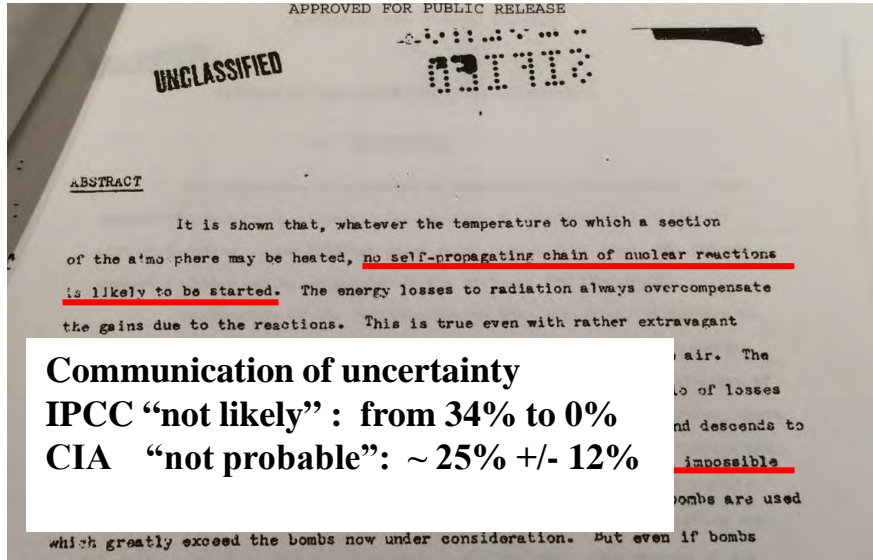 APPROVED FOR PUBLIC RELEASE
UNCLASSIFIED
ABSTRACT
It is shown that, whatever the temperature to which a section
of the atmo phere may be heated, no self-propagating chain of nuclear reactions
is likely to be started. The energy losses to radiation always overcompensate
the gains due to the reactions. This is true even with rather extravagant
air. The
of losses
nd descends to
impossible
bombs are used
which greatly exceed the bombs now under consideration. But even if bombs
Communication of uncertainty
IPCC “not likely” : from 34% to 0%
CIA “not probable”: ~ 25% +/- 12%